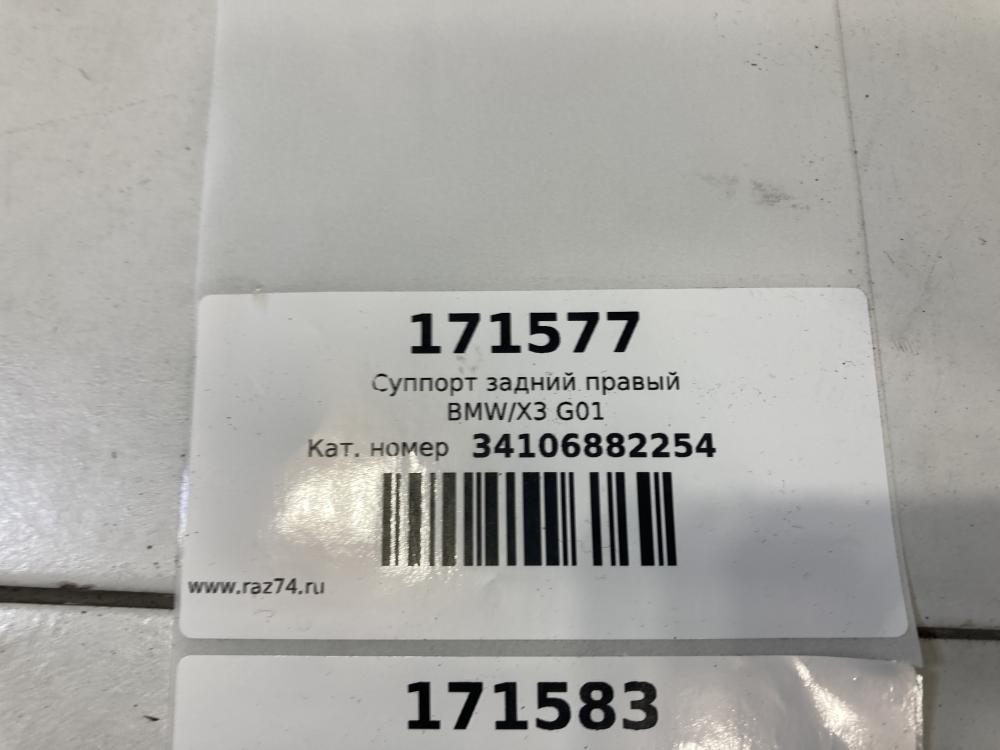 171577
Суппорт задний правый
BMW/X3 G01
Кат. номер 34106882254
www.raz74.ru
171583